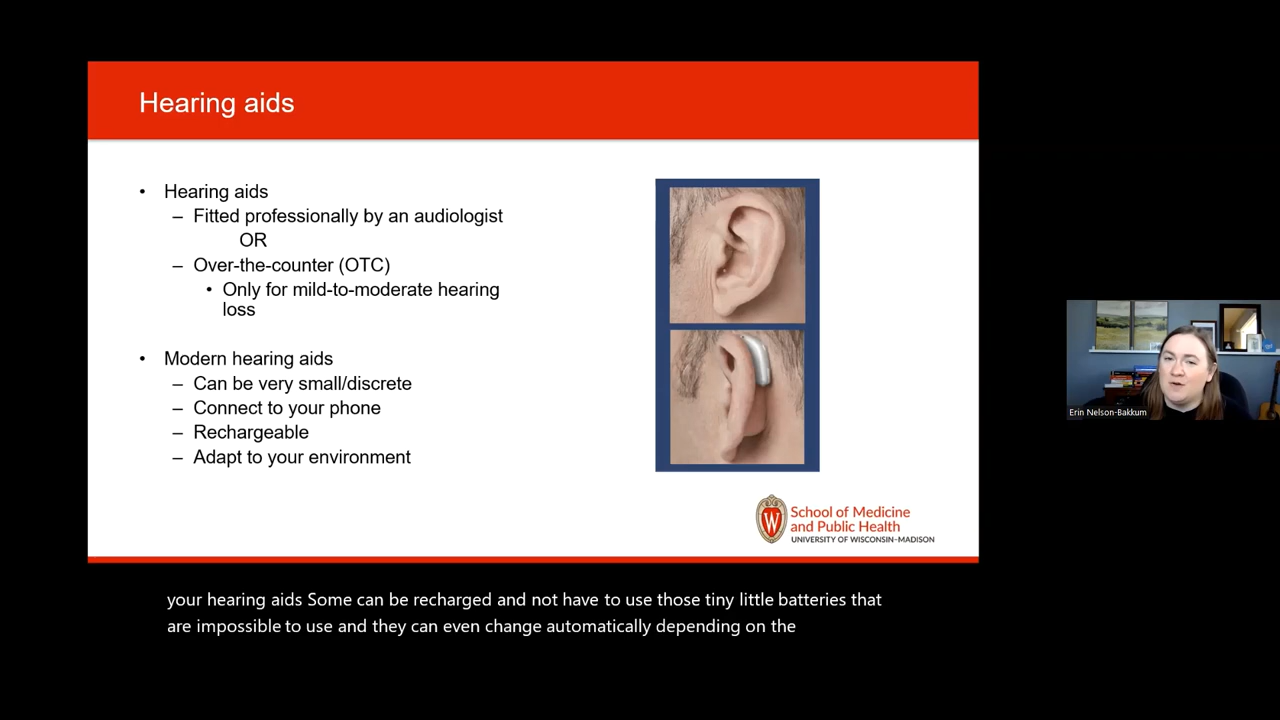 Hearing aids
• Hearing aids
– Fitted professionally by an audiologist
OR
– Over-the-counter (OTC)
• Only for mild-to-moderate hearing
loss
• Modern hearing aids
– Can be very small/discrete
– Connect to your phone
– Rechargeable
– Adapt to your environment
W
School of Medicine
and Public Health
UNIVERSITY OF WISCONSIN–MADISON
Erin Nelson-Bakkum
your hearing aids Some can be recharged and not have to use those tiny little batteries that
are impossible to use and they can even change automatically depending on the